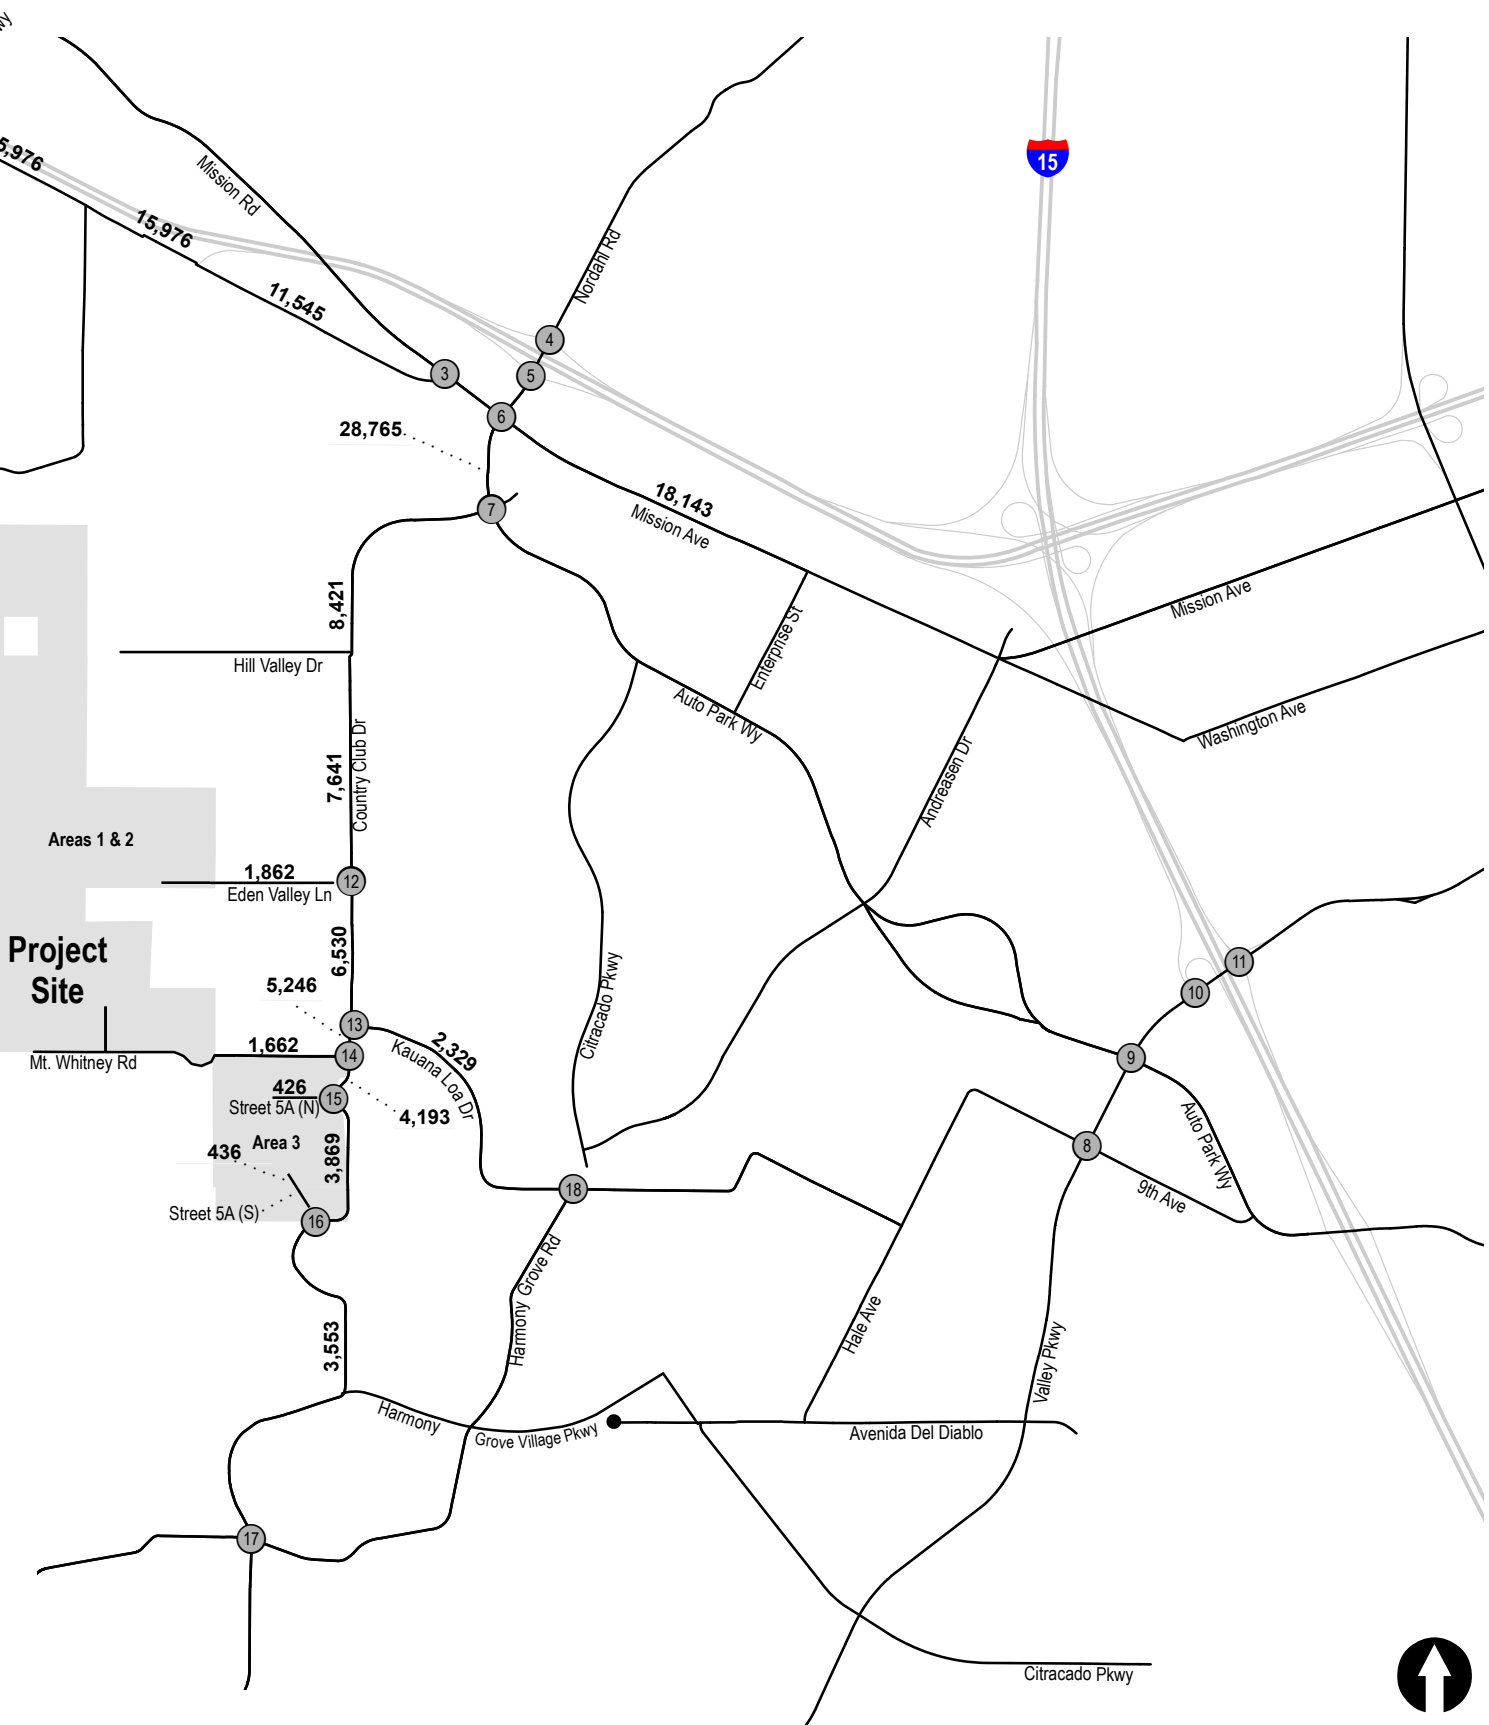 5,976
15,976
Mission Rd
15
11,545
Nordahl Rd
4
3
5
6
28,765
7
18,143
Mission Ave
8,421
Hill Valley Dr
Enterprise St
Mission Ave
Auto Park Wy
Washington Ave
7,641
Country Club Dr
Andreasen Dr
Areas 1 & 2
1,862
Eden Valley Ln
12
Project
Site
6,530
5,246
13
11
10
Citracado Pkwy
1,662
Mt. Whitney Rd
14
2,329
Kauana Loa Dr
9
426
Street 5A (N)
15
4,193
Auto Park Wy
Area 3
436
3,869
8
9th Ave
Street 5A (S)
16
18
Harmony Grove Rd
3,553
Hale Ave
Valley Pkwy
Harmony
Grove Village Pkwy
Avenida Del Diablo
17
Citracado Pkwy